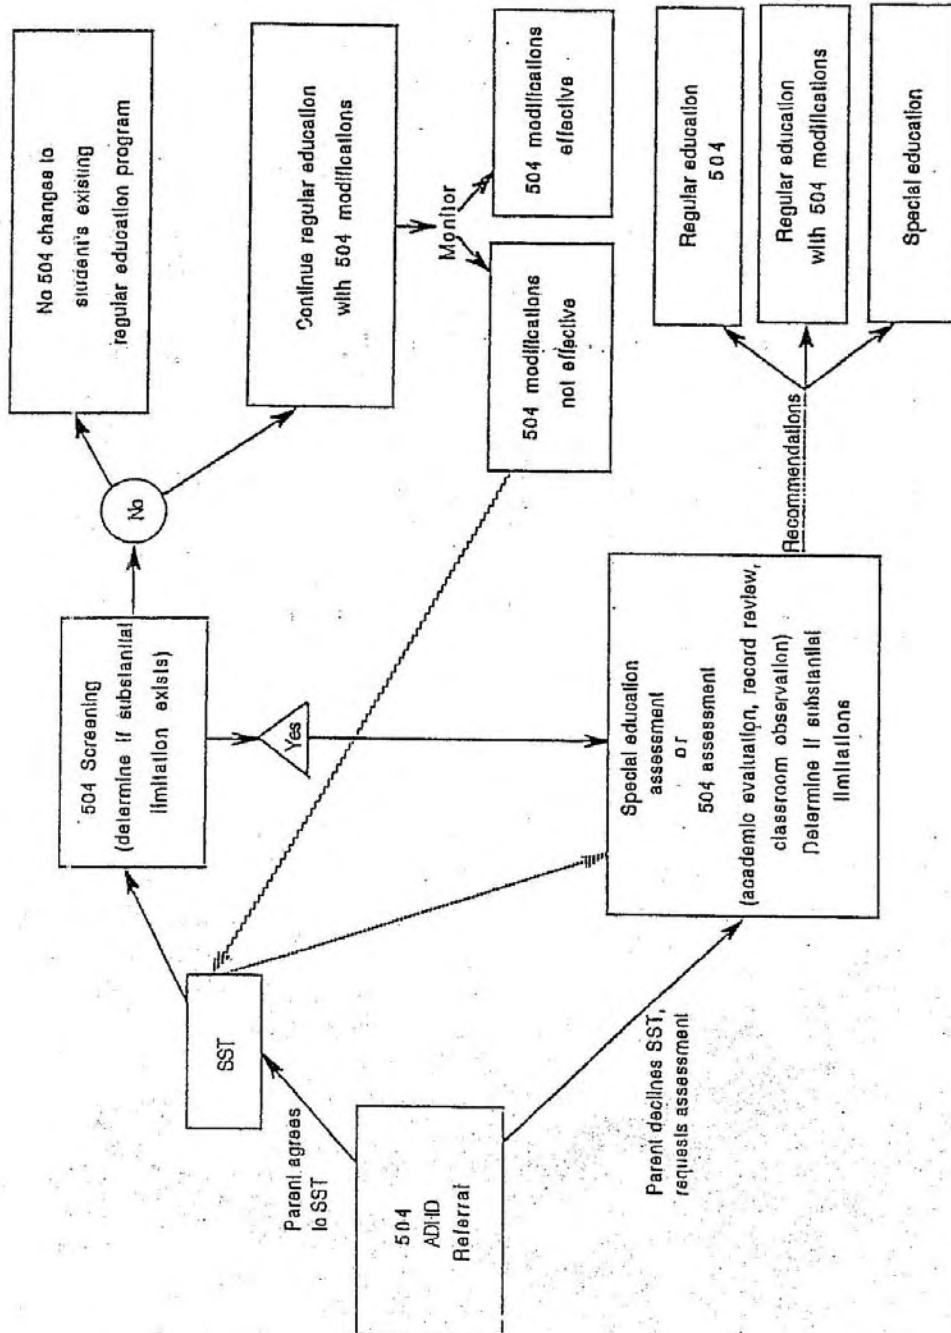 504
ADHD
Referral
Parent agrees
to SST
Parent declines SST,
requests assessment
SST
504 Screening
(determine if substantial
limitation exists)
Yes
No
No 504 changes to
student's existing
regular education program
Continue regular education
with 504 modifications
Monitor
504 modifications
not effective
504 modifications
effective
Special education
assessment
or
504 assessment
(academic evaluation, record review,
classroom observation)
Determine if substantial
limitations
Recommendations
Regular education
504
Regular education
with 504 modifications
Special education